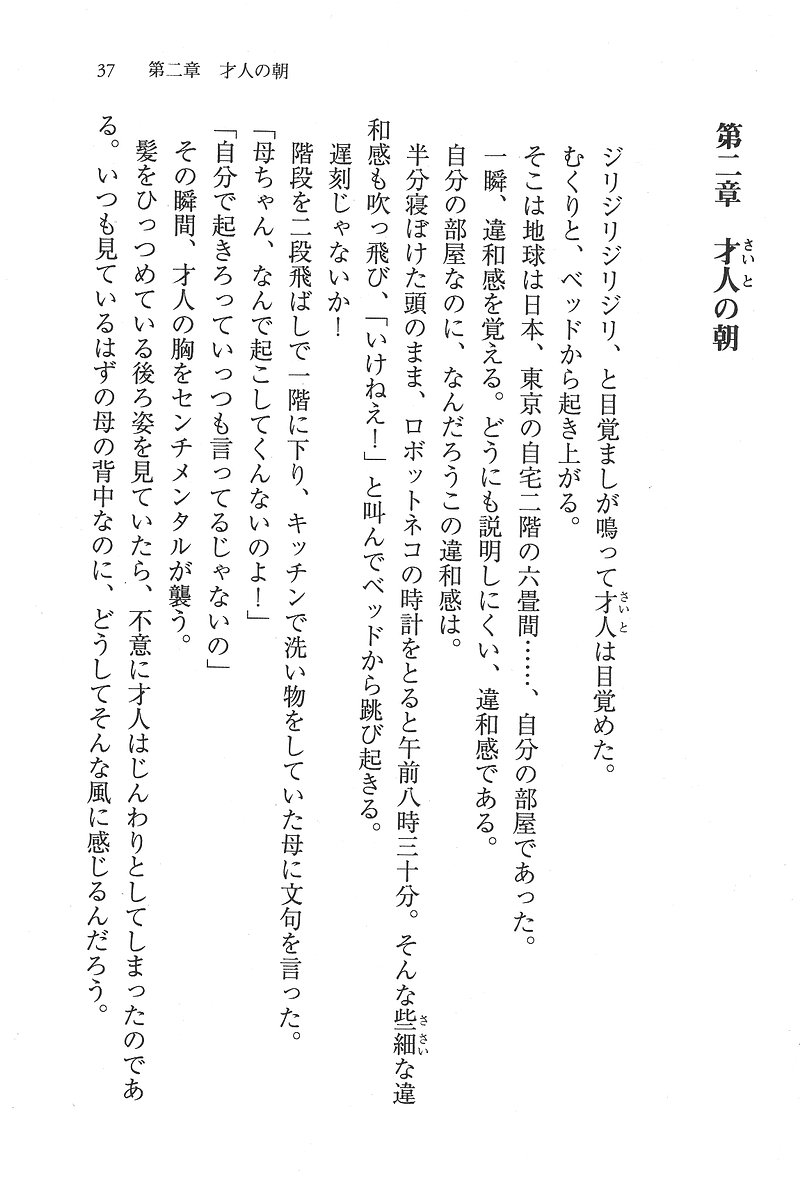 37　第二章　才人の朝
第二章　才人の朝
ジリジリジリジリ、と目覚ましが鳴って才人は目覚めた。
むくりと、ベッドから起き上がる。
そこは地球は日本、東京の自宅二階の六畳間……、自分の部屋であった。
一瞬、違和感を覚える。どうにも説明しにくい、違和感である。
自分の部屋なのに、なんだろうこの違和感は。
半分寝ぼけた頭のまま、ロボットネコの時計をとると午前八時三十分。そんな些細な違
和感も吹っ飛び、「いけねえ！」と叫んでベッドから跳び起きる。
遅刻じゃないか！
階段を二段飛ばしで一階に下り、キッチンで洗い物をしていた母に文句を言った。
「母ちゃん、なんで起こしてくんないのよ！」
「自分で起きろっていっつも言ってるじゃないの」
その瞬間、才人の胸をセンチメンタルが襲う。
髪をひっつめている後ろ姿を見ていたら、不意に才人はじんわりとしてしまったのであ
る。いつも見ているはずの母の背中なのに、どうしてそんな風に感じるんだろう。